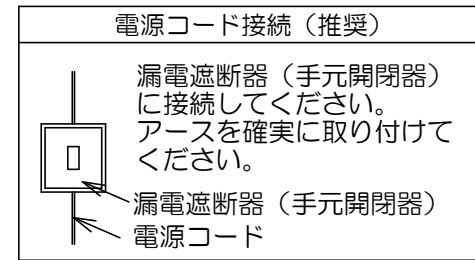 電源コード接続（推奨）
漏電遮断器（手元開閉器）
に接続してください。
アースを確実に取り付けて
ください。
漏電遮断器（手元開閉器）
電源コード